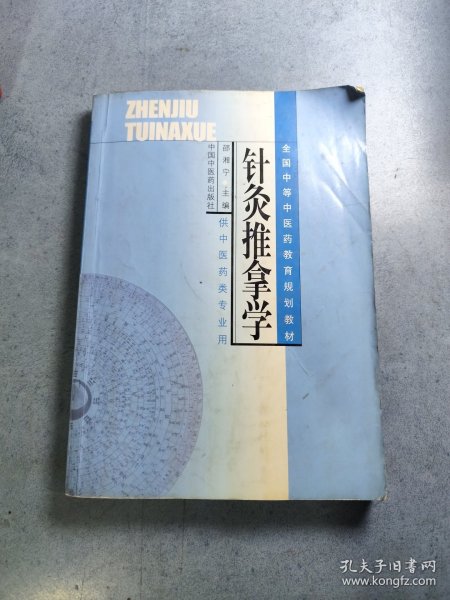 ZHENJIU
TUINAXUE
全国中等中医药教育规划教材
针灸推拿学
邵湘宁 主编
供中医药类专业用
中国中医药出版社
孔夫子旧书网
www.kongfz.com